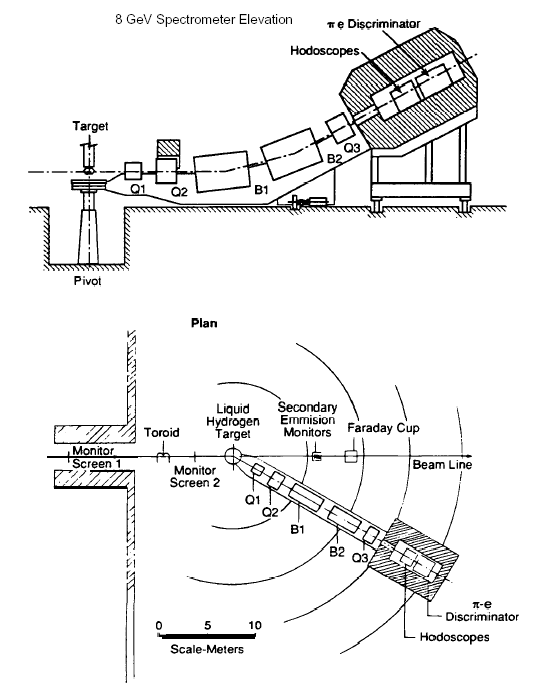 8 GeV Spectrometer Elevation
π e Discriminator
Hodoscopes
Target
Q3
B2
Q1
Q2
B1
Pivot
Plan
Liquid
Hydrogen
Target
Secondary
Emmision
Monitors
Toroid
Faraday Cup
Monitor
Screen 1
Monitor
Screen 2
Beam Line
Q1
Q2
B1
B2
Q3
π-e
Discriminator
Hodoscopes
0 5 10
Scale-Meters